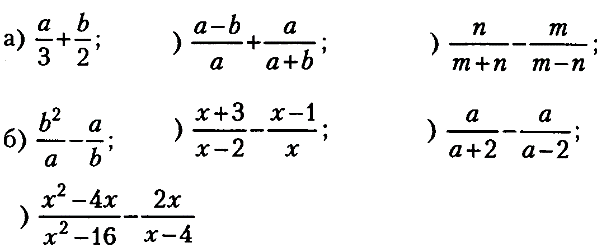 а) a/3 + b/2; ) (a–b)/a + a/(a+b); ) n/(m+n) – m/(m–n);
б) b²/a – a/b; ) (x+3)/(x–2) – (x–1)/x; ) a/(a+2) – a/(a–2);
) (x²–4x)/(x²–16) – 2x/(x–4)